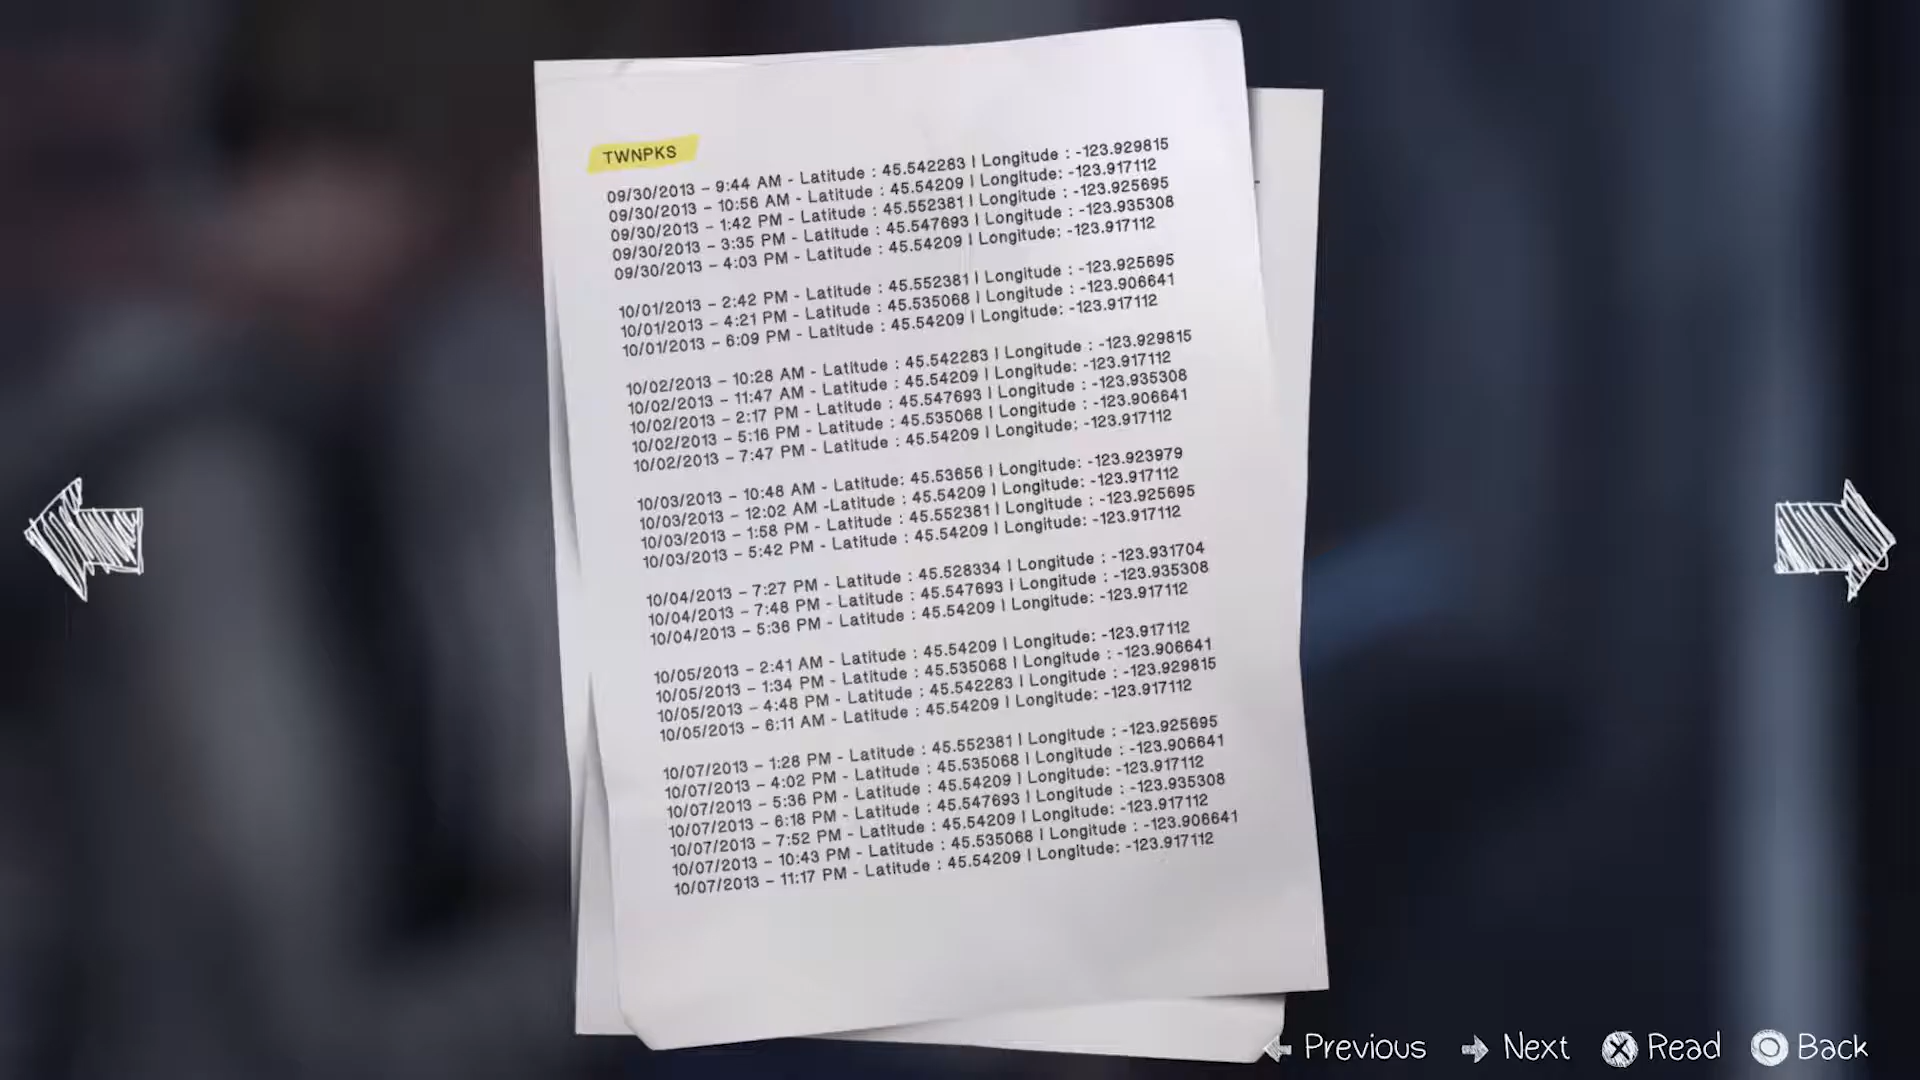 TWNPKS
09/30/2013 – 9:44 AM - Latitude : 45.542283 | Longitude : -123.929815
09/30/2013 – 10:56 AM - Latitude : 45.54209 | Longitude: -123.917112
09/30/2013 – 1:42 PM - Latitude : 45.552381 | Longitude : -123.925695
09/30/2013 – 3:35 PM - Latitude : 45.547693 | Longitude : -123.935308
09/30/2013 – 4:03 PM - Latitude : 45.54209 | Longitude: -123.917112
10/01/2013 – 2:42 PM - Latitude : 45.552381 | Longitude : -123.925695
10/01/2013 – 4:21 PM - Latitude : 45.535068 | Longitude : -123.906641
10/01/2013 – 6:09 PM - Latitude : 45.54209 | Longitude: -123.917112
10/02/2013 – 10:28 AM - Latitude : 45.542283 | Longitude : -123.929815
10/02/2013 – 11:47 AM - Latitude : 45.54209 | Longitude: -123.917112
10/02/2013 – 2:17 PM - Latitude : 45.547693 | Longitude : -123.935308
10/02/2013 – 5:16 PM - Latitude : 45.535068 | Longitude : -123.906641
10/02/2013 – 7:47 PM - Latitude : 45.54209 | Longitude: -123.917112
10/03/2013 – 10:48 AM - Latitude: 45.53656 | Longitude: -123.923979
10/03/2013 – 12:02 AM -Latitude : 45.54209 | Longitude: -123.917112
10/03/2013 – 1:58 PM - Latitude : 45.552381 | Longitude : -123.925695
10/03/2013 – 5:42 PM - Latitude : 45.54209 | Longitude: -123.917112
10/04/2013 – 7:27 PM - Latitude : 45.528334 | Longitude : -123.931704
10/04/2013 – 7:48 PM - Latitude : 45.547693 | Longitude : -123.935308
10/04/2013 – 5:36 PM - Latitude : 45.54209 | Longitude: -123.917112
10/05/2013 – 2:41 AM - Latitude : 45.54209 | Longitude: -123.917112
10/05/2013 – 1:34 PM - Latitude : 45.535068 | Longitude : -123.906641
10/05/2013 – 4:48 PM - Latitude : 45.542283 | Longitude : -123.929815
10/05/2013 – 6:11 AM - Latitude : 45.54209 | Longitude: -123.917112
10/07/2013 – 1:28 PM - Latitude : 45.552381 | Longitude : -123.925695
10/07/2013 – 4:02 PM - Latitude : 45.535068 | Longitude : -123.906641
10/07/2013 – 5:36 PM - Latitude : 45.54209 | Longitude: -123.917112
10/07/2013 – 6:18 PM - Latitude : 45.547693 | Longitude : -123.935308
10/07/2013 – 7:52 PM - Latitude : 45.54209 | Longitude: -123.917112
10/07/2013 – 10:43 PM - Latitude : 45.535068 | Longitude : -123.906641
10/07/2013 – 11:17 PM - Latitude : 45.54209 | Longitude: -123.917112
Previous Next Read Back